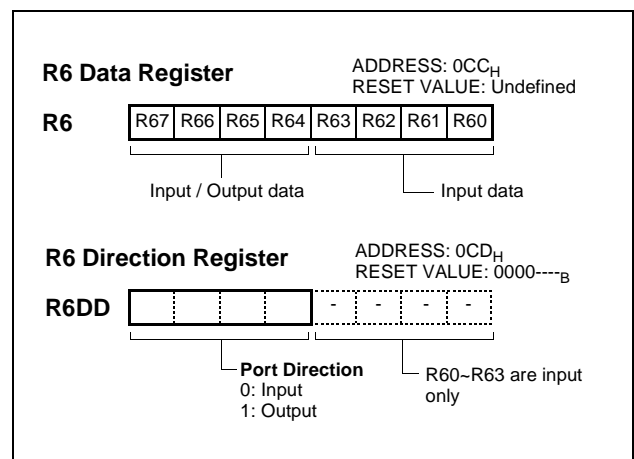 R6 Data Register
ADDRESS: 0CCH
RESET VALUE: Undefined
R6
R67 R66 R65 R64 R63 R62 R61 R60
Input / Output data
Input data
R6 Direction Register
ADDRESS: 0CDH
RESET VALUE: 0000----B
R6DD
- - - -
Port Direction
0: Input
1: Output
R60~R63 are input
only